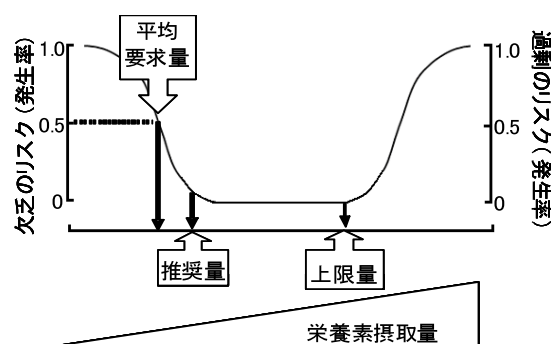 平均
要求量
1.0
0.5
0
欠乏のリスク(発生率)
1.0
0.5
0
過剰のリスク(発生率)
推奨量
上限量
栄養素摂取量